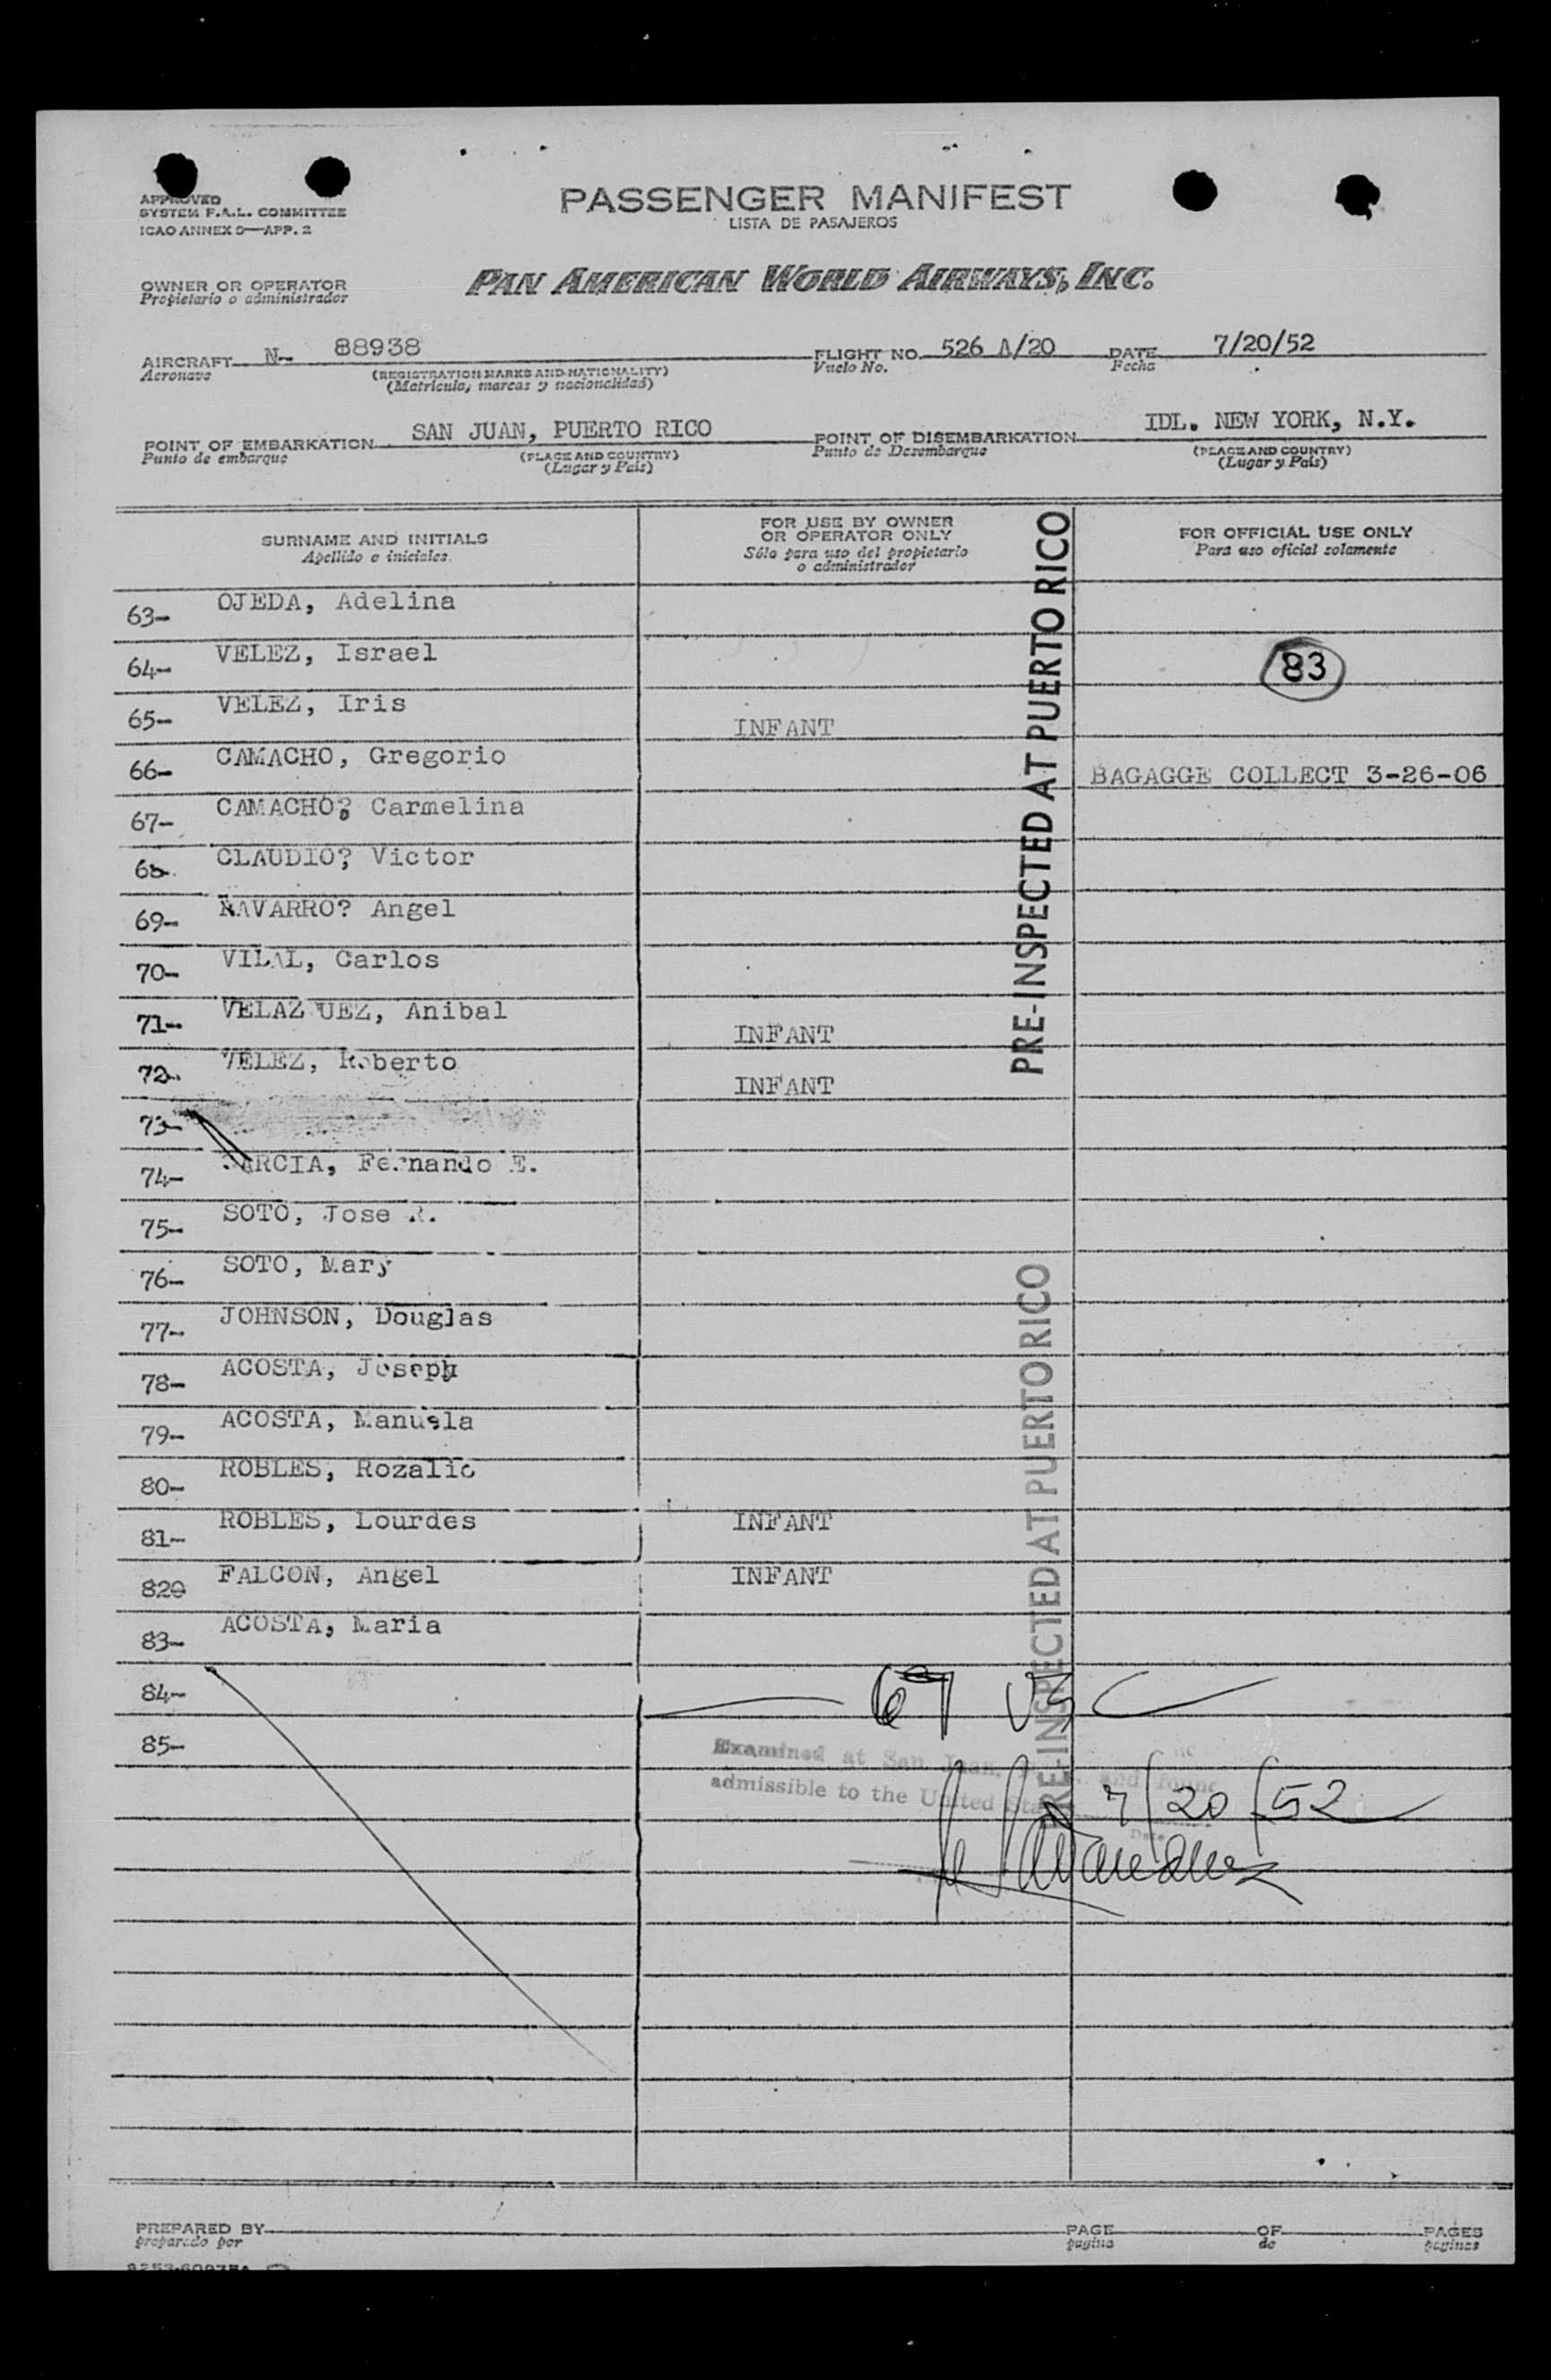 APPROVED
SYSTEM F.A.L. COMMITTEE
ICAO ANNEX 9—APP. 2
PASSENGER MANIFEST
LISTA DE PASAJEROS
OWNER OR OPERATOR
Propietario o administrador
PAN AMERICAN WORLD AIRWAYS, INC.
AIRCRAFT N- 88938 FLIGHT NO. 526 A/20 DATE 7/20/52
Aeronave (REGISTRATION MARKS AND NATIONALITY) Vuelo No. Fecha
(Matricula, marcas y nacionalidad)
POINT OF EMBARKATION SAN JUAN, PUERTO RICO POINT OF DISEMBARKATION IDL. NEW YORK, N.Y.
Punto de embarque (PLACE AND COUNTRY) Punto de Desembarque (PLACE AND COUNTRY)
(Lugar y País) (Lugar y País)
SURNAME AND INITIALS FOR USE BY OWNER OR OPERATOR ONLY FOR OFFICIAL USE ONLY
Apellido e iniciales Sólo para uso del propietario o administrador Para uso oficial solamente
63- OJEDA, Adelina
64- VELEZ, Israel 83
65- VELEZ, Iris INFANT
66- CAMACHO, Gregorio BAGAGGE COLLECT 3-26-06
67- CAMACHO, Carmelina
68- CLAUDIO? Victor
69- NAVARRO? Angel
70- VILAL, Carlos
71- VELAZ UEZ, Anibal INFANT
72- VELEZ, Roberto INFANT
73-
74- GARCIA, Fernando E.
75- SOTO, Jose R.
76- SOTO, Mary
77- JOHNSON, Douglas
78- ACOSTA, Joseph
79- ACOSTA, Manuela
80- ROBLES, Rozalio
81- ROBLES, Lourdes INFANT
829 FALCON, Angel INFANT
83- ACOSTA, Maria
84- 69 USC
85-
PRE-INSPECTED AT PUERTO RICO
PRE-INSPECTED AT PUERTO RICO
Examined at San Juan, and found
admissible to the United States 7/20/52
Date
PREPARED BY PAGE OF PAGES
preparado por pagina de paginas